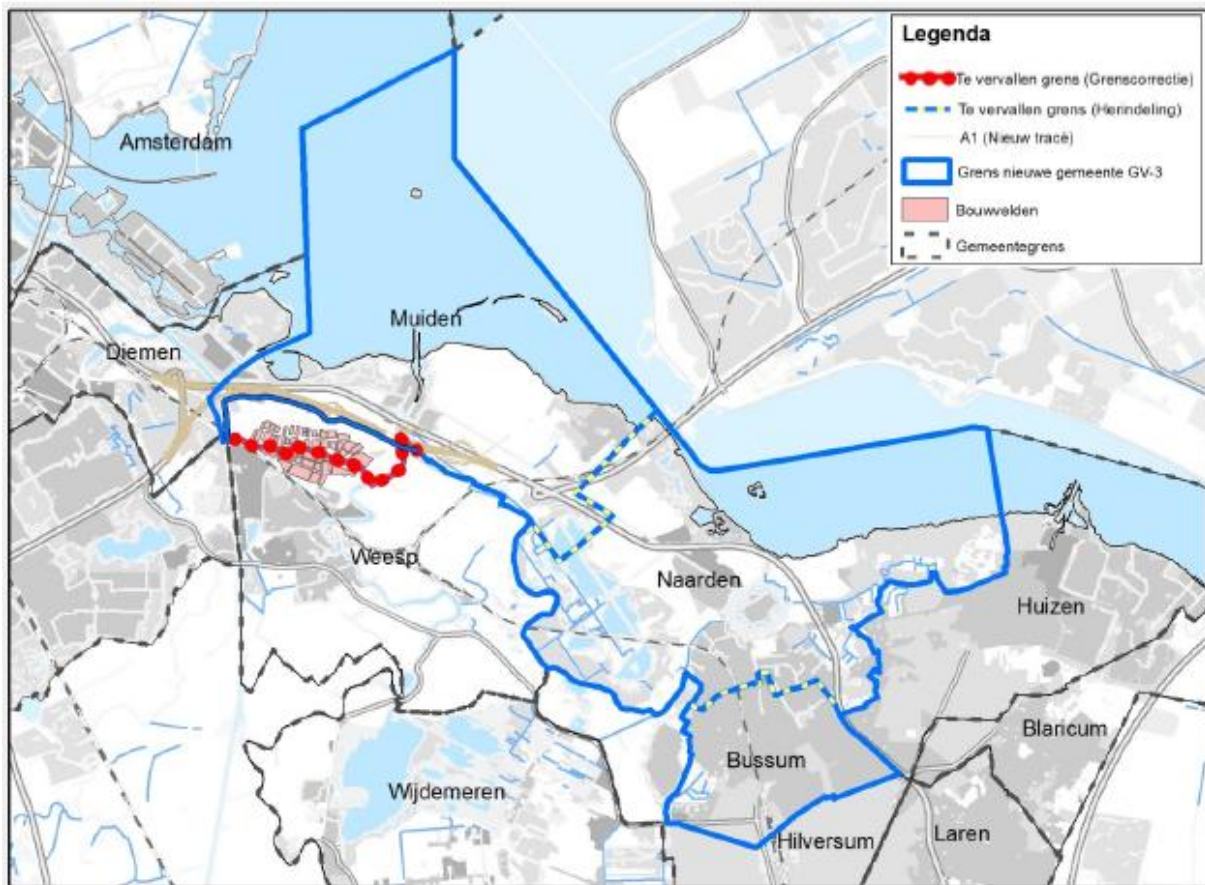 Legenda
Te vervallen grens (Grenscorrectie)
Te vervallen grens (Herindeling)
A1 (Nieuw tracé)
Grens nieuwe gemeente GV-3
Bouwvelden
Gemeentegrens
Amsterdam
Muiden
Diemen
Weesp
Naarden
Huizen
Blaricum
Bussum
Wijdemeren
Hilversum
Laren